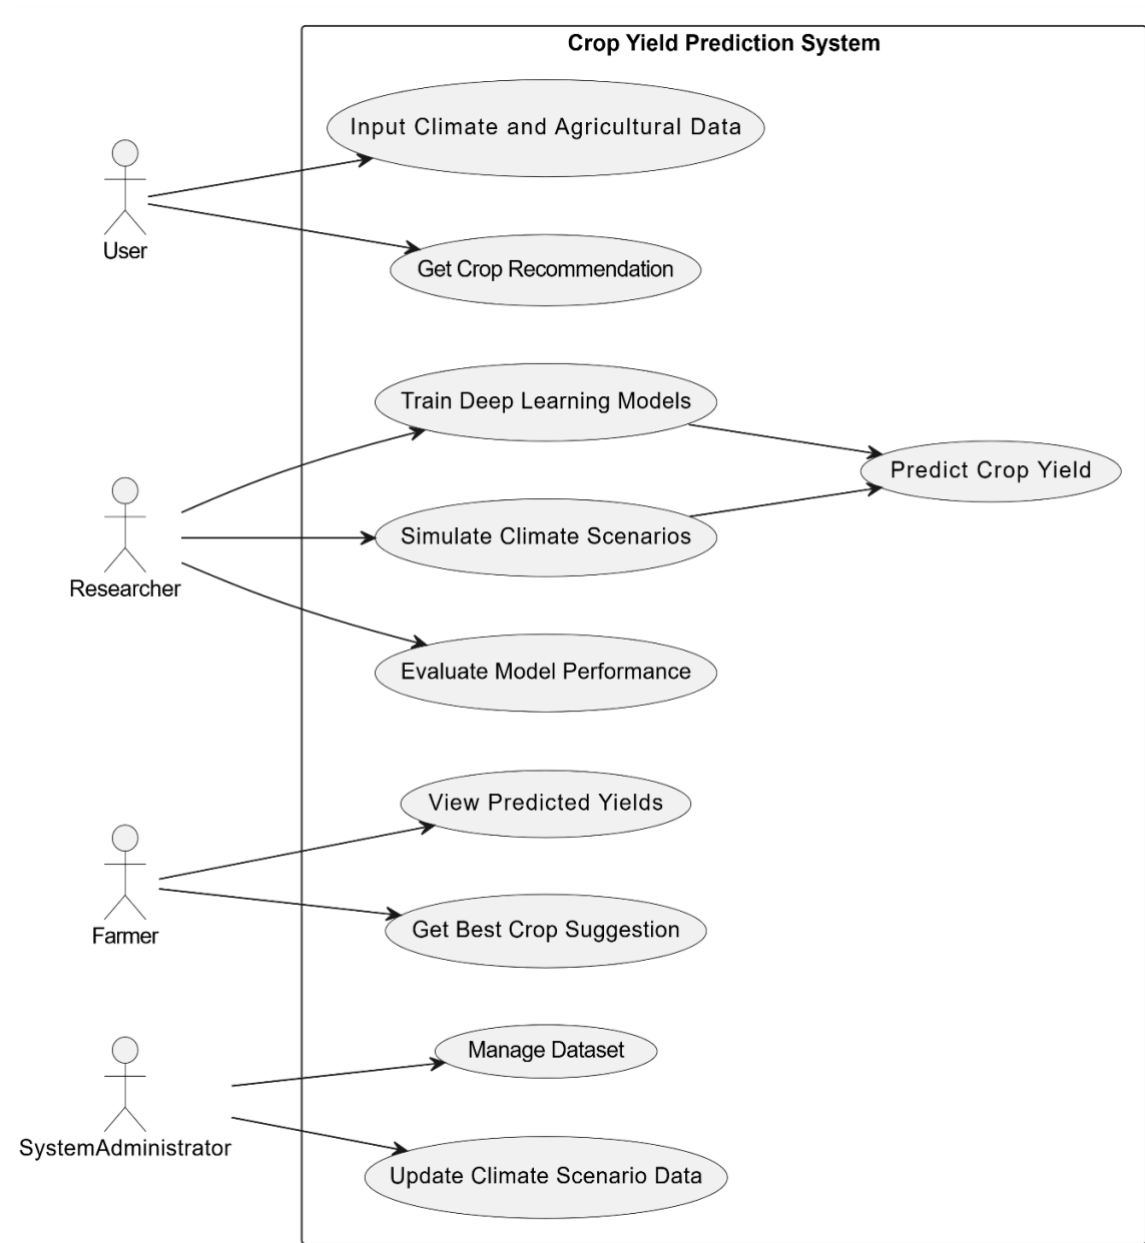 Crop Yield Prediction System
Input Climate and Agricultural Data
User
Get Crop Recommendation
Train Deep Learning Models
Predict Crop Yield
Researcher
Simulate Climate Scenarios
Evaluate Model Performance
View Predicted Yields
Farmer
Get Best Crop Suggestion
Manage Dataset
SystemAdministrator
Update Climate Scenario Data